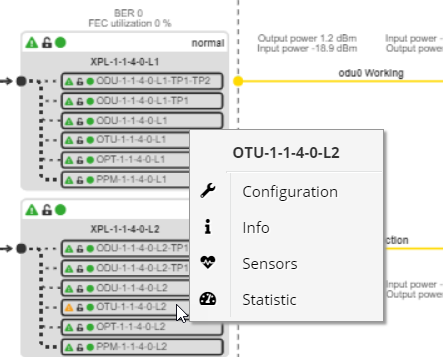 BER 0
FEC utilization 0 %
normal
XPL-1-1-4-0-L1
ODU-1-1-4-0-L1-TP1-TP2
ODU-1-1-4-0-L1-TP1
ODU-1-1-4-0-L1
OTU-1-1-4-0-L1
OPT-1-1-4-0-L1
PPM-1-1-4-0-L1
XPL-1-1-4-0-L2
ODU-1-1-4-0-L2-TP1
ODU-1-1-4-0-L2-TP1
ODU-1-1-4-0-L2
OTU-1-1-4-0-L2
OPT-1-1-4-0-L2
PPM-1-1-4-0-L2
Output power 1.2 dBm
Input power -18.9 dBm
Input power -
Output powe
odu0 Working
OTU-1-1-4-0-L2
Configuration
Info
Sensors
Statistic
ction
Input power -
Output powe